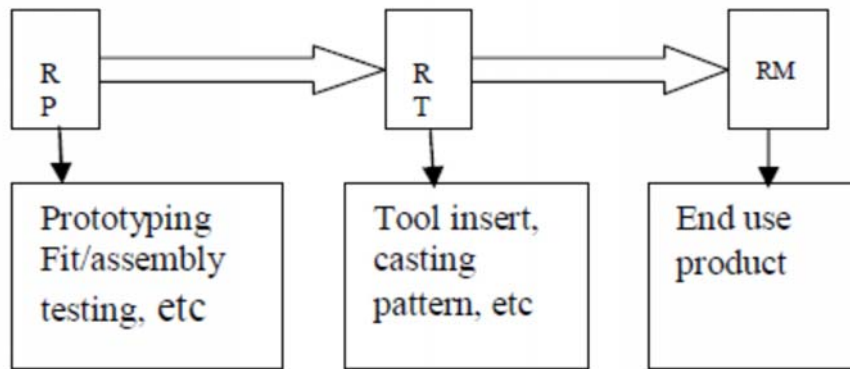 R
P
R
T
RM
Prototyping
Fit/assembly
testing, etc
Tool insert,
casting
pattern, etc
End use
product